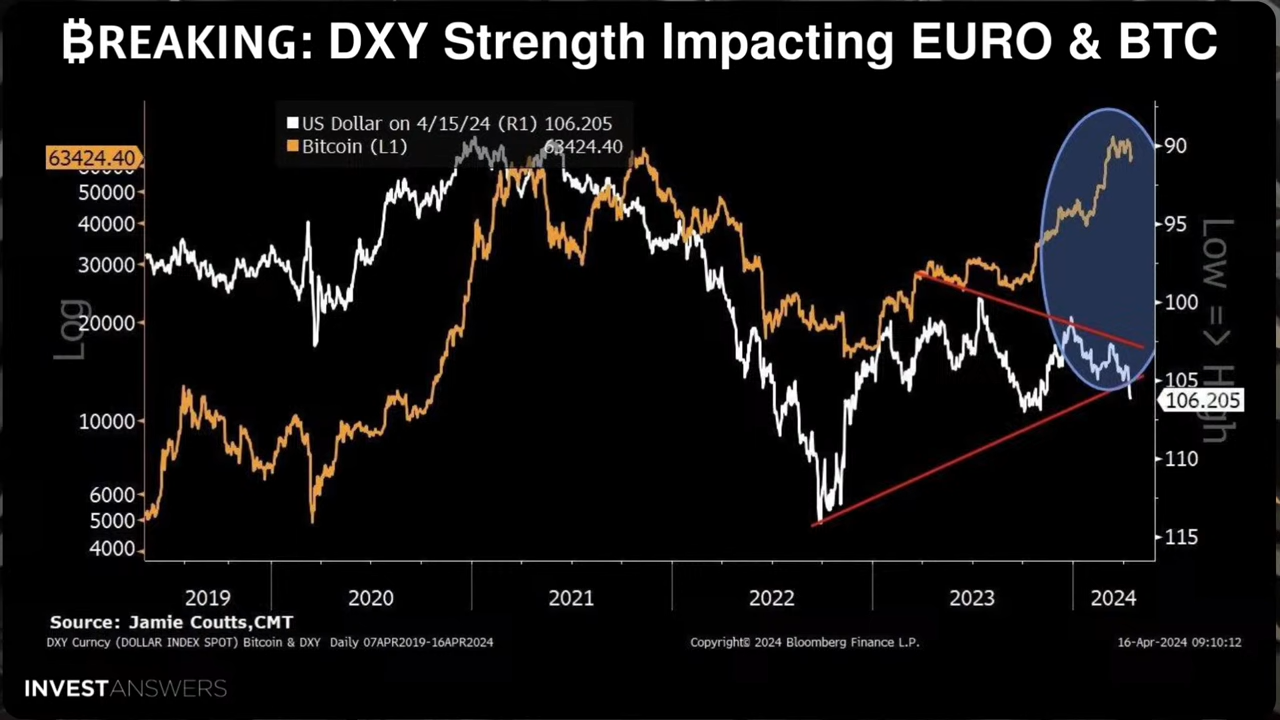 ₿REAKING: DXY Strength Impacting EURO & BTC
US Dollar on 4/15/24 (R1) 106.205
Bitcoin (L1) 63424.40
63424.40
60000
50000
40000
30000
20000
10000
6000
5000
4000
Log
90
95
100
105
106.205
110
115
Low => High
2019 2020 2021 2022 2023 2024
Source: Jamie Coutts,CMT
DXY Curncy (DOLLAR INDEX SPOT) Bitcoin & DXY Daily 07APR2019-16APR2024
Copyright© 2024 Bloomberg Finance L.P.
16-Apr-2024 09:10:12
INVESTANSWERS